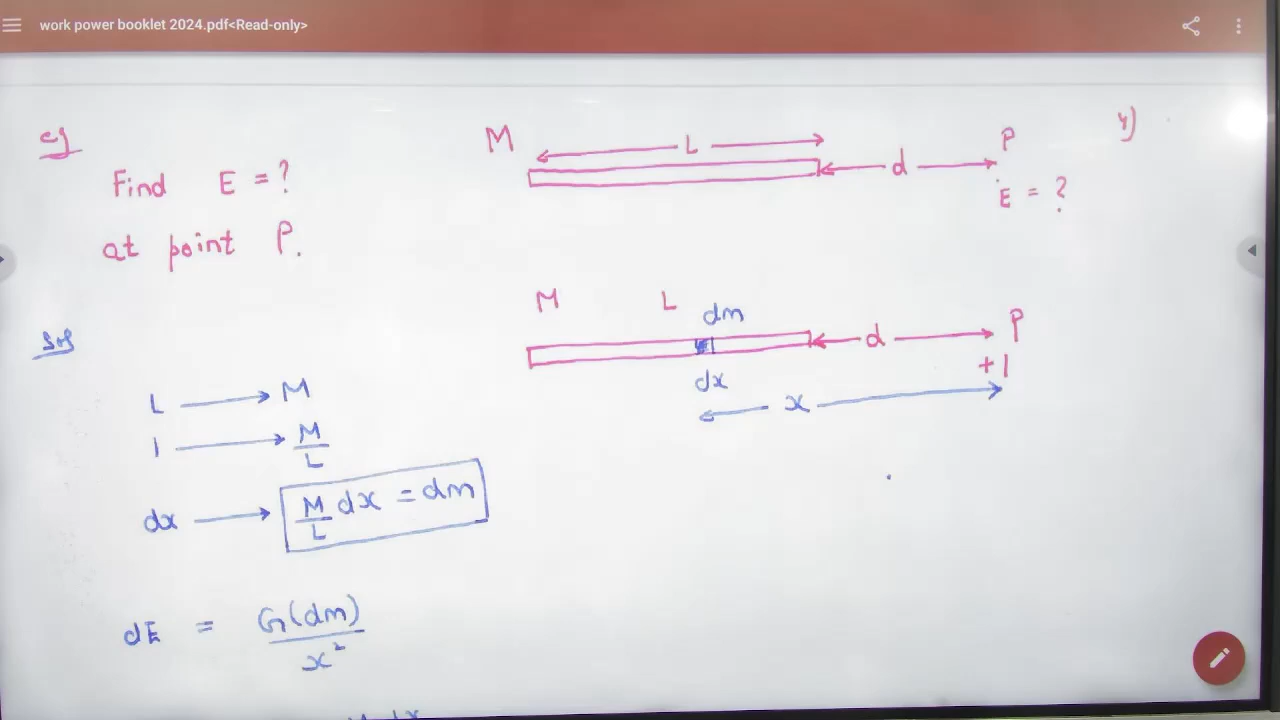 work power booklet 2024.pdf<Read-only>
e)
Find E = ?
at point P.
M L d P
E = ?
4)
Sol
M L dm d P
+1
dx
x
L → M
1 → M/L
dx → M/L dx = dm
dE = G(dm)/x²
dx